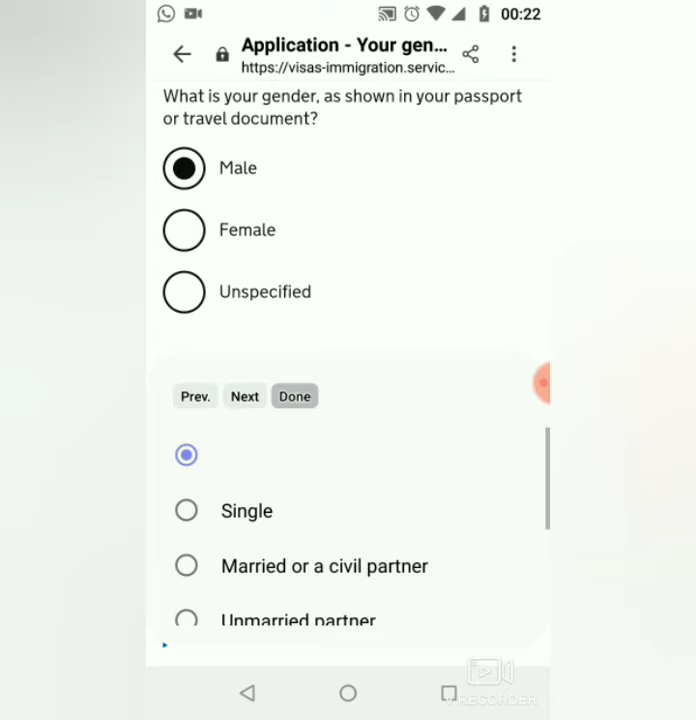 00:22
Application - Your gen...
https://visas-immigration.servic...
What is your gender, as shown in your passport
or travel document?
Male
Female
Unspecified
Prev.
Next
Done
Single
Married or a civil partner
Unmarried partner
V RECORDER